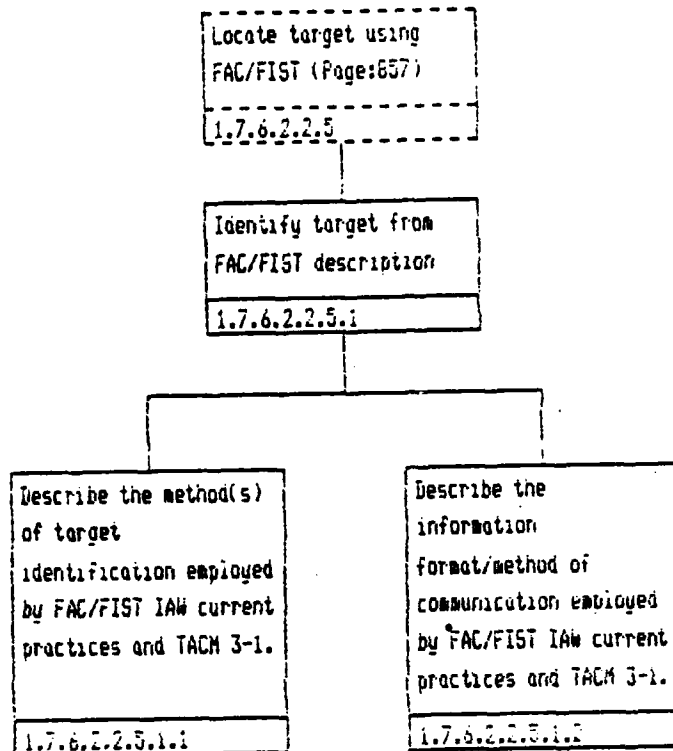 Locate target using
FAC/FIST (Page:857)
1.7.6.2.2.5
Identify target from
FAC/FIST description
1.7.6.2.2.5.1
Describe the method(s)
of target
identification employed
by FAC/FIST IAW current
practices and TACM 3-1.
1.7.6.2.2.5.1.1
Describe the
information
format/method of
communication employed
by FAC/FIST IAW current
practices and TACM 3-1.
1.7.6.2.2.5.1.2